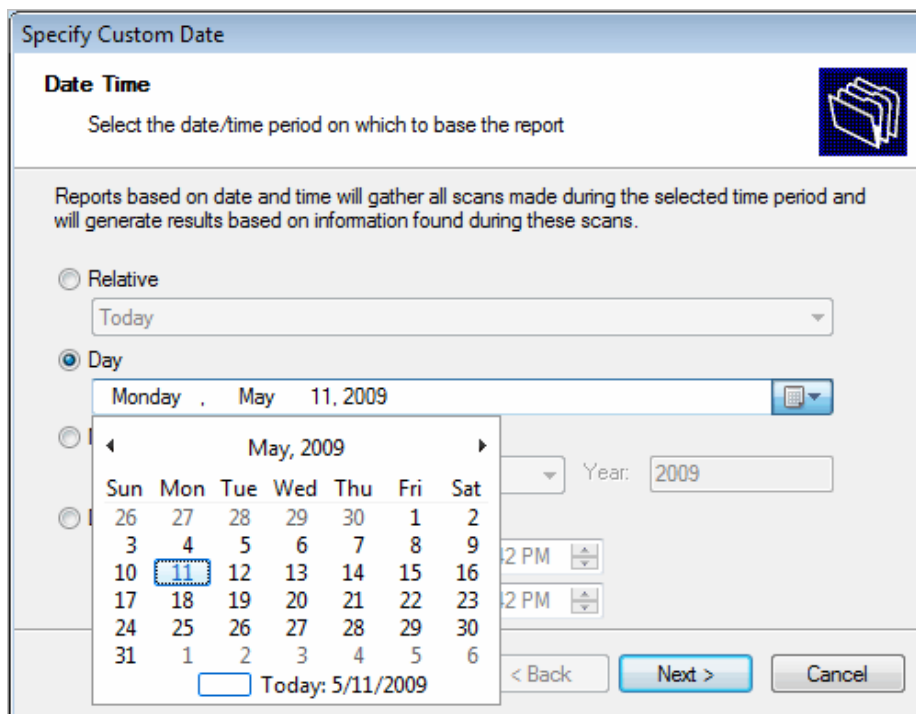 Specify Custom Date
Date Time
Select the date/time period on which to base the report
Reports based on date and time will gather all scans made during the selected time period and
will generate results based on information found during these scans.
Relative
Today
Day
Monday , May 11, 2009
May, 2009
Year: 2009
Sun Mon Tue Wed Thu Fri Sat
26 27 28 29 30 1 2
3 4 5 6 7 8 9
10 11 12 13 14 15 16
17 18 19 20 21 22 23
24 25 26 27 28 29 30
31 1 2 3 4 5 6
Today: 5/11/2009
2 PM
2 PM
< Back Next > Cancel